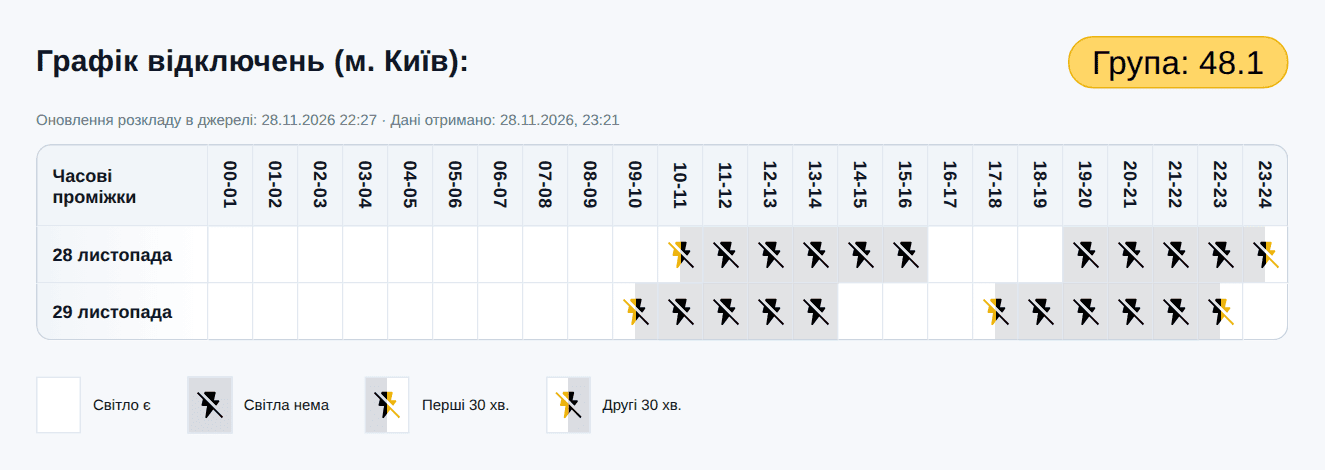 Графік відключень (м. Київ):
Група: 48.1
Оновлення розкладу в джерелі: 28.11.2026 22:27 · Дані отримано: 28.11.2026, 23:21
Часові
проміжки
00-01
01-02
02-03
03-04
04-05
05-06
06-07
07-08
08-09
09-10
10-11
11-12
12-13
13-14
14-15
15-16
16-17
17-18
18-19
19-20
20-21
21-22
22-23
23-24
28 листопада
29 листопада
Світло є
Світла нема
Перші 30 хв.
Другі 30 хв.